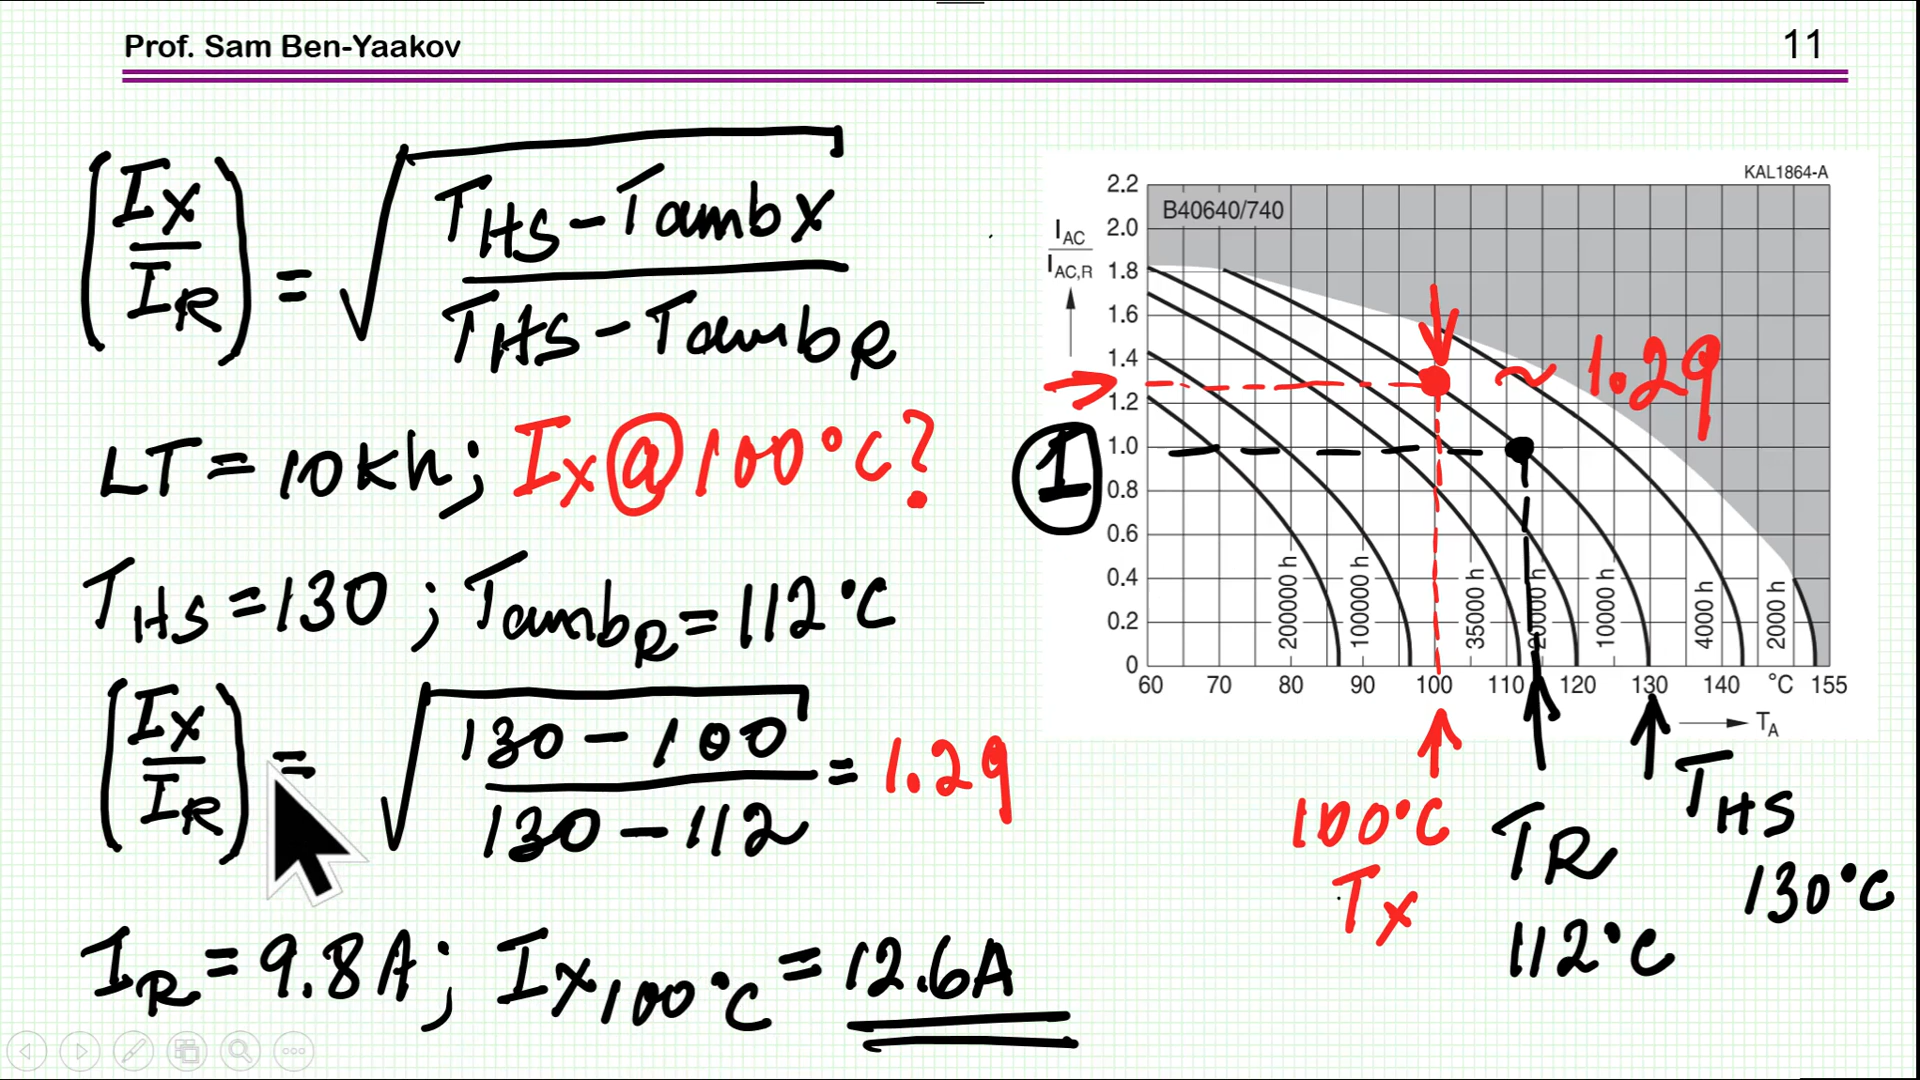 Prof. Sam Ben-Yaakov
11
(Ix/IR) = √((THS - Tambx)/(THS - TambR))
LT = 10Kh; Ix@100°C?
THS = 130; TambR = 112°C
(Ix/IR) = √((130 - 100)/(130 - 112)) = 1.29
IR = 9.8A; Ix100°C = 12.6A
KAL1864-A
B40640/740
IAC
IAC,R
2.2
2.0
1.8
1.6
1.4
1.2
1.0
0.8
0.6
0.4
0.2
0
~ 1.29
1
200000 h
100000 h
35000 h
20000 h
10000 h
4000 h
2000 h
60 70 80 90 100 110 120 130 140 °C 155
TA
100°C
Tx
TR
112°C
THS
130°C